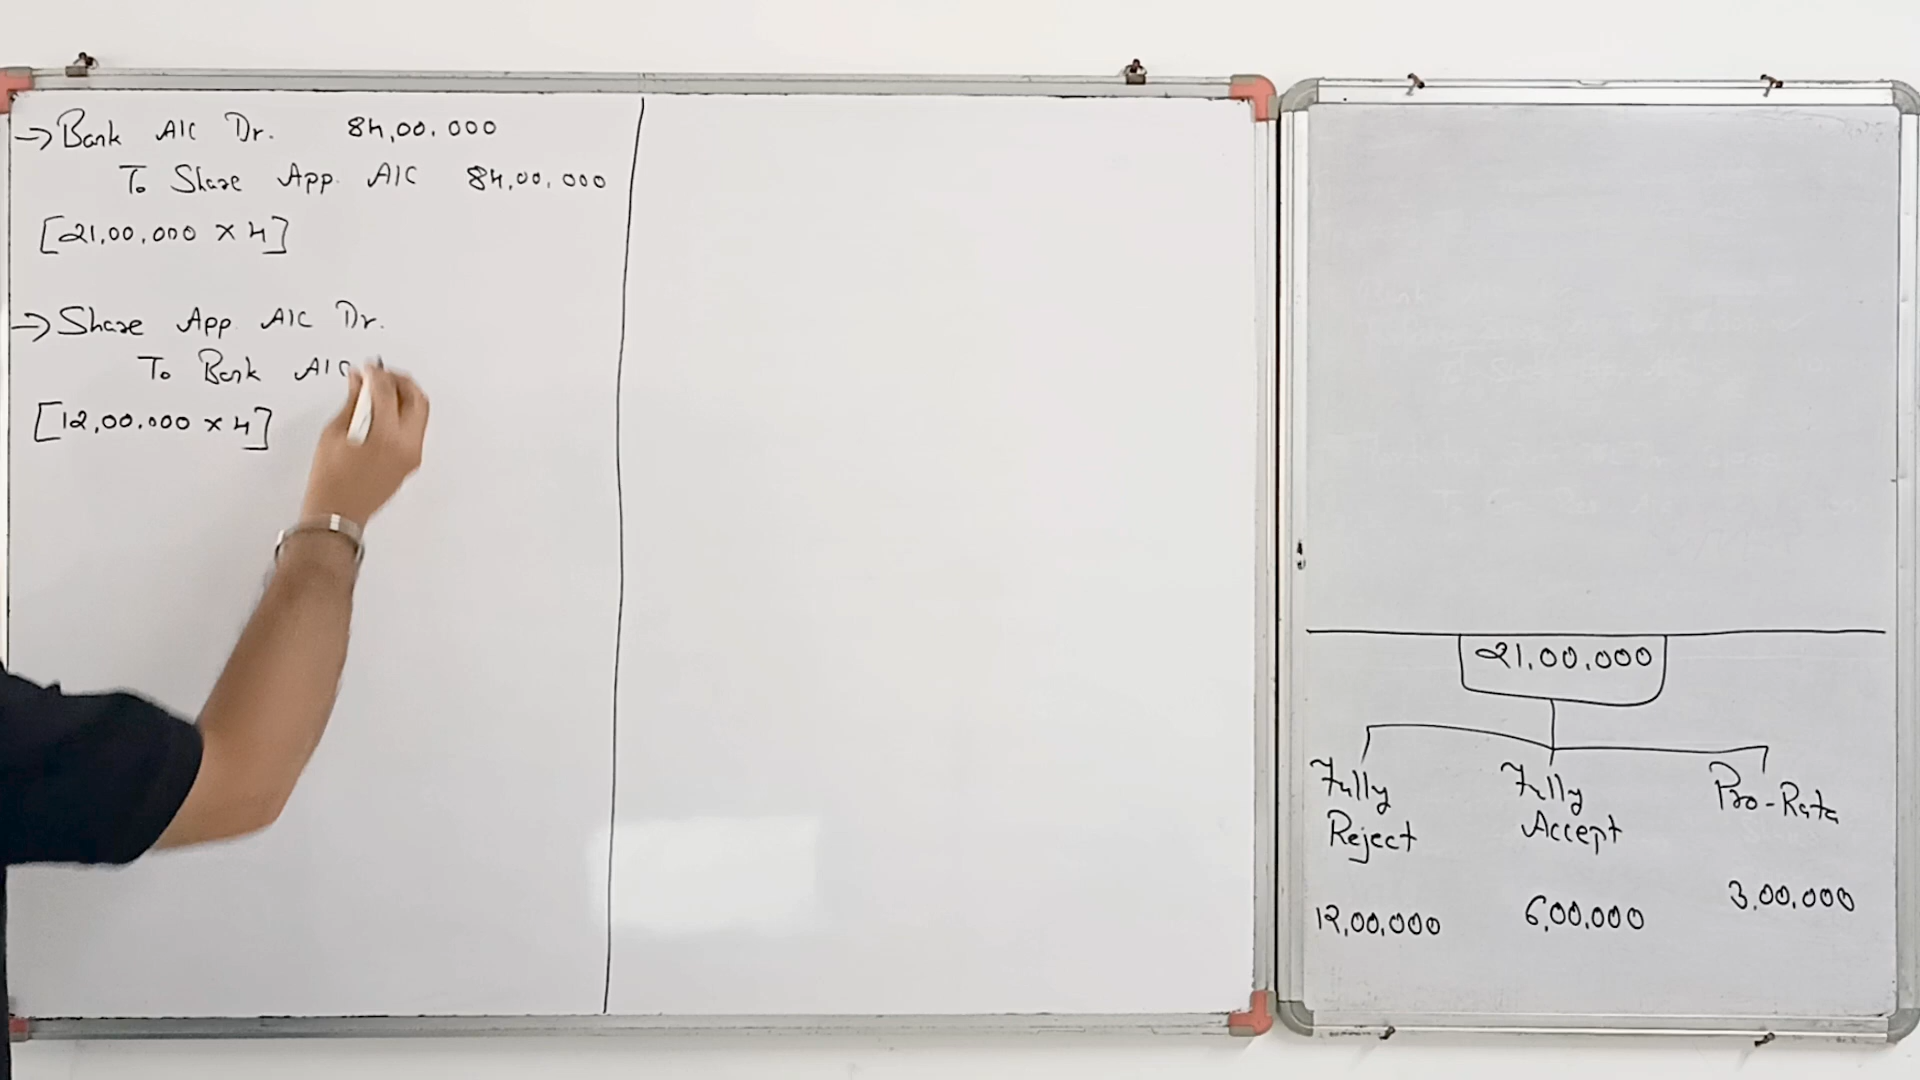 → Bank A/C Dr. 84,00,000
To Share App. A/C 84,00,000
[21,00,000 × 4]
→ Share App. A/C Dr.
To Bank A/C
[12,00,000 × 4]
21,00,000
Fully Reject
Fully Accept
Pro-Rata
12,00,000
6,00,000
3,00,000